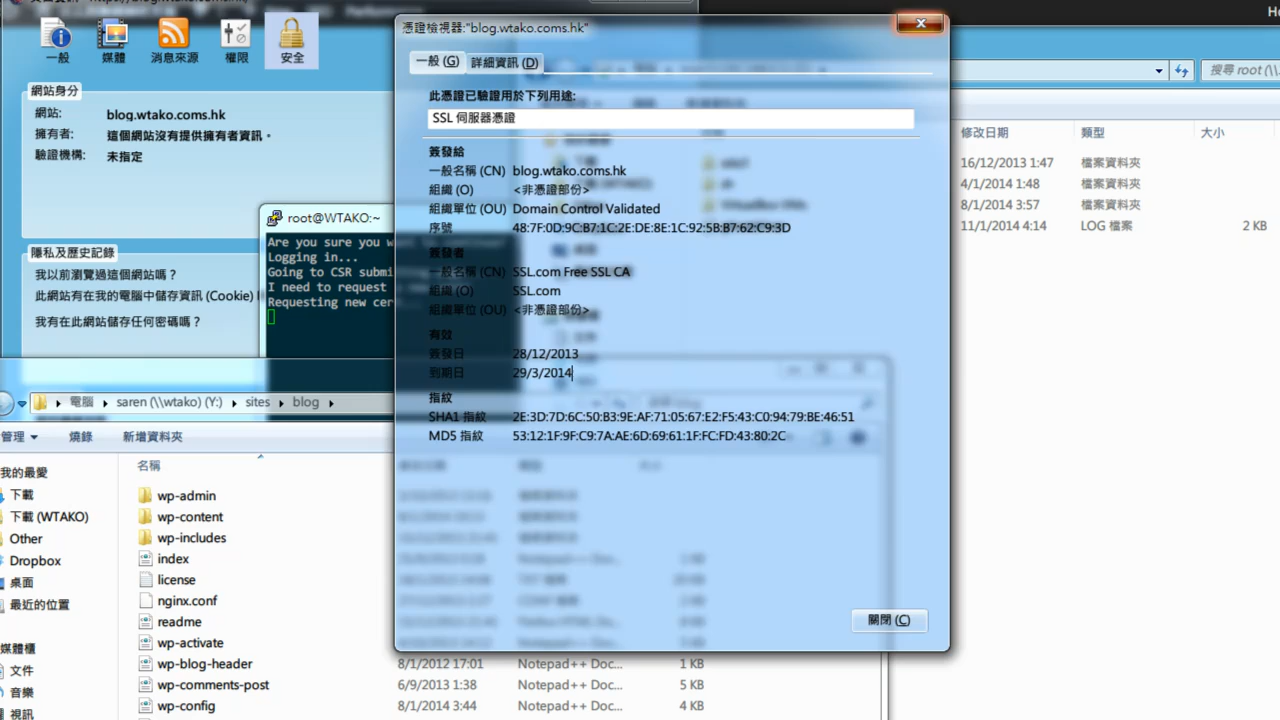 一般
媒體
消息來源
權限
安全
網站身分
網站: blog.wtako.coms.hk
擁有者: 這個網站沒有提供擁有者資訊。
驗證機構: 未指定
隱私及歷史記錄
我以前瀏覽過這個網站嗎？
此網站有在我的電腦中儲存資訊 (Cookie)
我有在此網站儲存任何密碼嗎？
root@WTAKO:~
Are you sure you
Logging in...
Going to CSR submi
I need to request
Requesting new cer
憑證檢視器:"blog.wtako.coms.hk"
一般 (G) 詳細資訊 (D)
此憑證已驗證用於下列用途:
SSL 伺服器憑證
簽發給
一般名稱 (CN) blog.wtako.coms.hk
組織 (O) <非憑證部份>
組織單位 (OU) Domain Control Validated
序號 48:7F:0D:9C:B7:1C:2E:DE:8E:1C:92:5B:B7:62:C9:3D
簽發者
一般名稱 (CN) SSL.com Free SSL CA
組織 (O) SSL.com
組織單位 (OU) <非憑證部份>
有效
簽發日 28/12/2013
到期日 29/3/2014
指紋
SHA1 指紋 2E:3D:7D:6C:50:B3:9E:AF:71:05:67:E2:F5:43:C0:94:79:BE:46:51
MD5 指紋 53:12:1F:9F:C9:7A:AE:6D:69:61:1F:FC:FD:43:80:2C
關閉 (C)
搜尋 root (\\
修改日期 類型 大小
16/12/2013 1:47 檔案資料夾
4/1/2014 1:48 檔案資料夾
8/1/2014 3:57 檔案資料夾
11/1/2014 4:14 LOG 檔案 2 KB
電腦 saren (\\wtako) (Y:) sites blog
管理 燒錄 新增資料夾
我的最愛
下載
下載 (WTAKO)
Other
Dropbox
桌面
最近的位置
媒體櫃
文件
音樂
視訊
名稱
wp-admin
wp-content
wp-includes
index
license
nginx.conf
readme
wp-activate
wp-blog-header 8/1/2012 17:01 Notepad++ Doc... 1 KB
wp-comments-post 6/9/2013 1:38 Notepad++ Doc... 5 KB
wp-config 8/1/2014 3:44 Notepad++ Doc... 4 KB